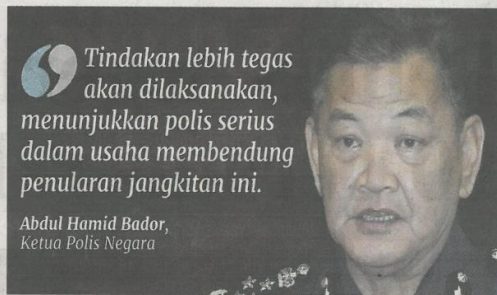 Tindakan lebih tegas
akan dilaksanakan,
menunjukkan polis serius
dalam usaha membendung
penularan jangkitan ini.
Abdul Hamid Bador,
Ketua Polis Negara